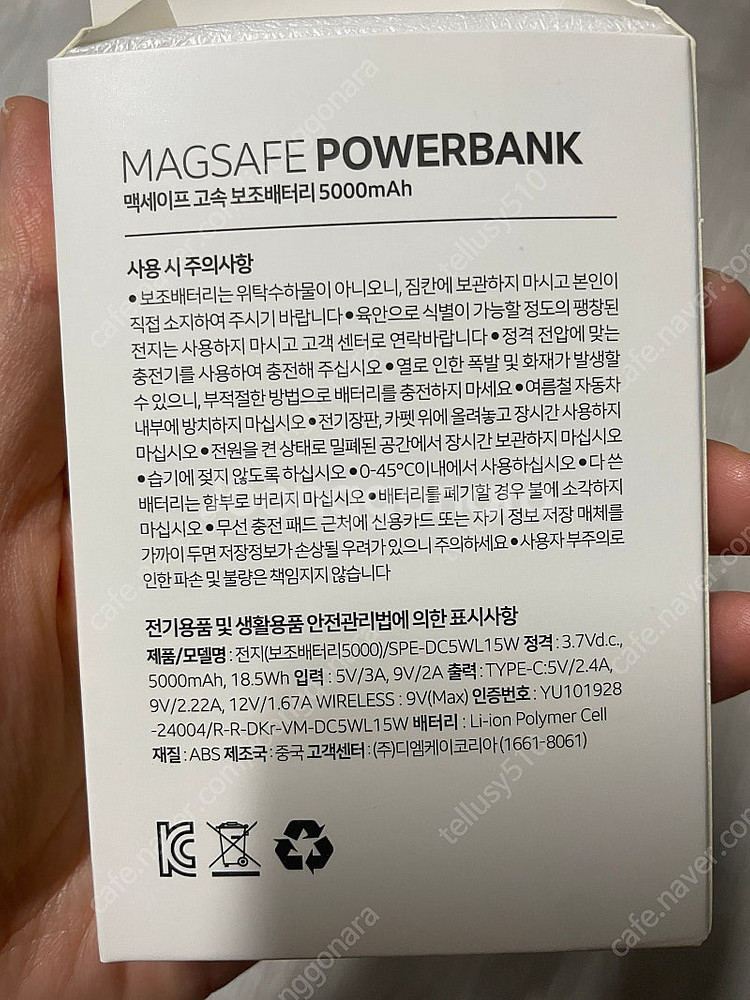 MAGSAFE POWERBANK
맥세이프 고속 보조배터리 5000mAh
사용 시 주의사항
●보조배터리는 위탁수하물이 아니오니, 짐칸에 보관하지 마시고 본인이
직접 소지하여 주시기 바랍니다 ●육안으로 식별이 가능할 정도의 팽창된
전지는 사용하지 마시고 고객 센터로 연락바랍니다 ●정격 전압에 맞는
충전기를 사용하여 충전해 주십시오 ●열로 인한 폭발 및 화재가 발생할
수 있으니, 부적절한 방법으로 배터리를 충전하지 마세요 ●여름철 자동차
내부에 방치하지 마십시오 ●전기장판, 카펫 위에 올려놓고 장시간 사용하지
마십시오 ●전원을 켠 상태로 밀폐된 공간에서 장시간 보관하지 마십시오
●습기에 젖지 않도록 하십시오 ●0-45℃이내에서 사용하십시오 ●다 쓴
배터리는 함부로 버리지 마십시오 ●배터리를 폐기할 경우 불에 소각하지
마십시오 ●무선 충전 패드 근처에 신용카드 또는 자기 정보 저장 매체를
가까이 두면 저장정보가 손상될 우려가 있으니 주의하세요 ●사용자 부주의로
인한 파손 및 불량은 책임지지 않습니다
전기용품 및 생활용품 안전관리법에 의한 표시사항
제품/모델명 : 전지(보조배터리5000)/SPE-DC5WL15W 정격 : 3.7Vd.c.,
5000mAh, 18.5Wh 입력 : 5V/3A, 9V/2A 출력 : TYPE-C:5V/2.4A,
9V/2.22A, 12V/1.67A WIRELESS : 9V(Max) 인증번호 : YU101928
-24004/R-R-DKr-VM-DC5WL15W 배터리 : Li-ion Polymer Cell
재질 : ABS 제조국 : 중국 고객센터 : (주)디엠케이코리아 (1661-8061)
cafe.naver.com
tellusy510